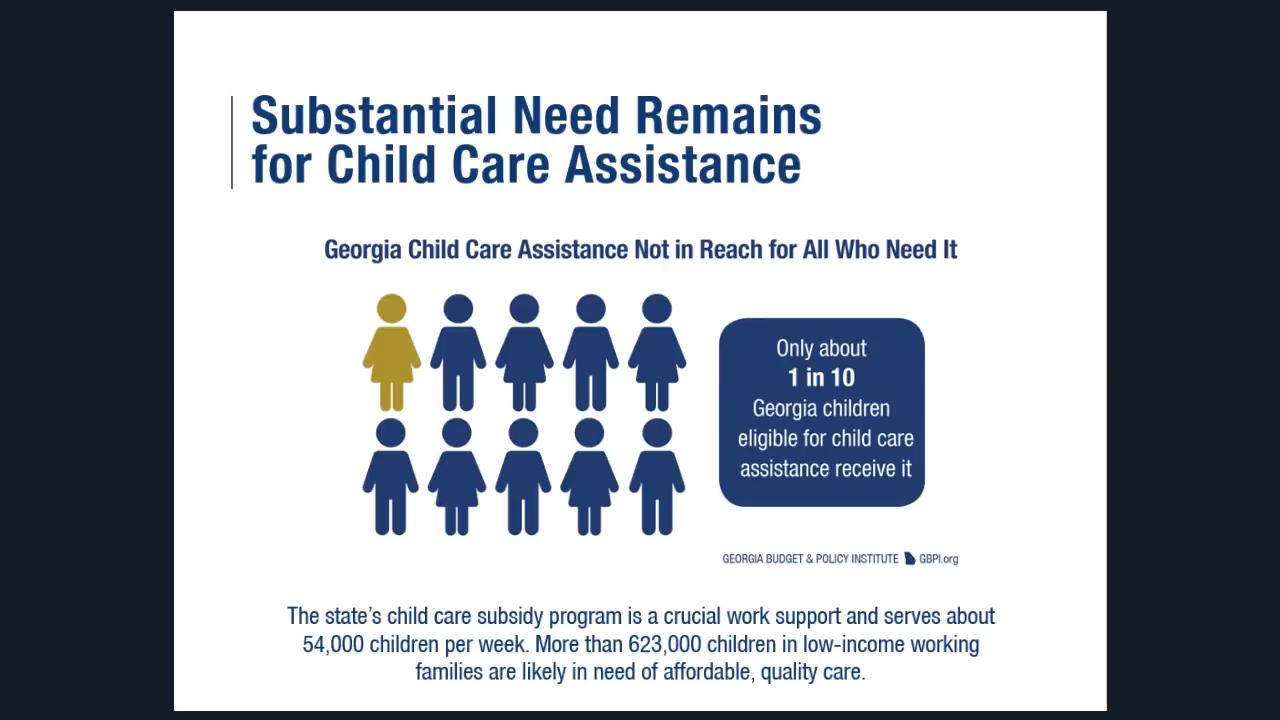 Substantial Need Remains
for Child Care Assistance
Georgia Child Care Assistance Not in Reach for All Who Need It
Only about
1 in 10
Georgia children
eligible for child care
assistance receive it
GEORGIA BUDGET & POLICY INSTITUTE GBPI.org
The state’s child care subsidy program is a crucial work support and serves about
54,000 children per week. More than 623,000 children in low-income working
families are likely in need of affordable, quality care.